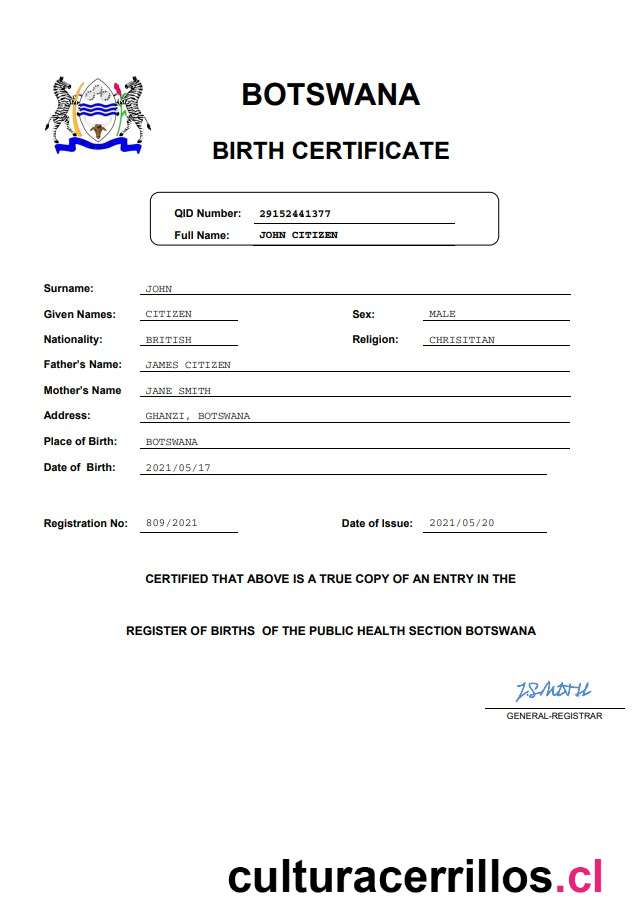 BOTSWANA
BIRTH CERTIFICATE
QID Number: 29152441377
Full Name: JOHN CITIZEN
Surname: JOHN
Given Names: CITIZEN Sex: MALE
Nationality: BRITISH Religion: CHRISITIAN
Father's Name: JAMES CITIZEN
Mother's Name JANE SMITH
Address: GHANZI, BOTSWANA
Place of Birth: BOTSWANA
Date of Birth: 2021/05/17
Registration No: 809/2021 Date of Issue: 2021/05/20
CERTIFIED THAT ABOVE IS A TRUE COPY OF AN ENTRY IN THE
REGISTER OF BIRTHS OF THE PUBLIC HEALTH SECTION BOTSWANA
J.SMITH
GENERAL-REGISTRAR
culturacerrillos.cl